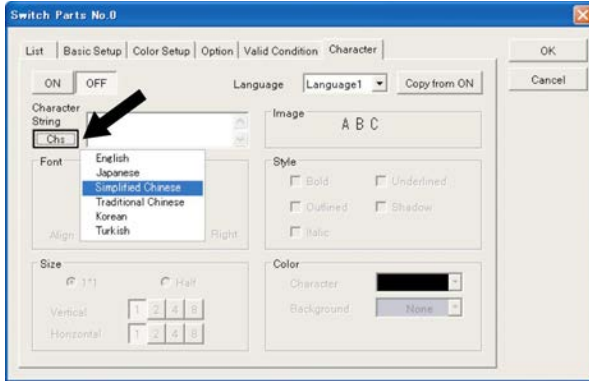 Switch Parts No.0
List Basic Setup Color Setup Option Valid Condition Character
OK
Cancel
ON OFF Language Language1 Copy from ON
Character
String
Chs
Image
A B C
English
Japanese
Simplified Chinese
Traditional Chinese
Korean
Turkish
Font
Align Right
Style
Bold Underlined
Outlined Shadow
Italic
Size
1*1 Half
Vertical 1 2 4 8
Horizontal 1 2 4 8
Color
Character
Background None